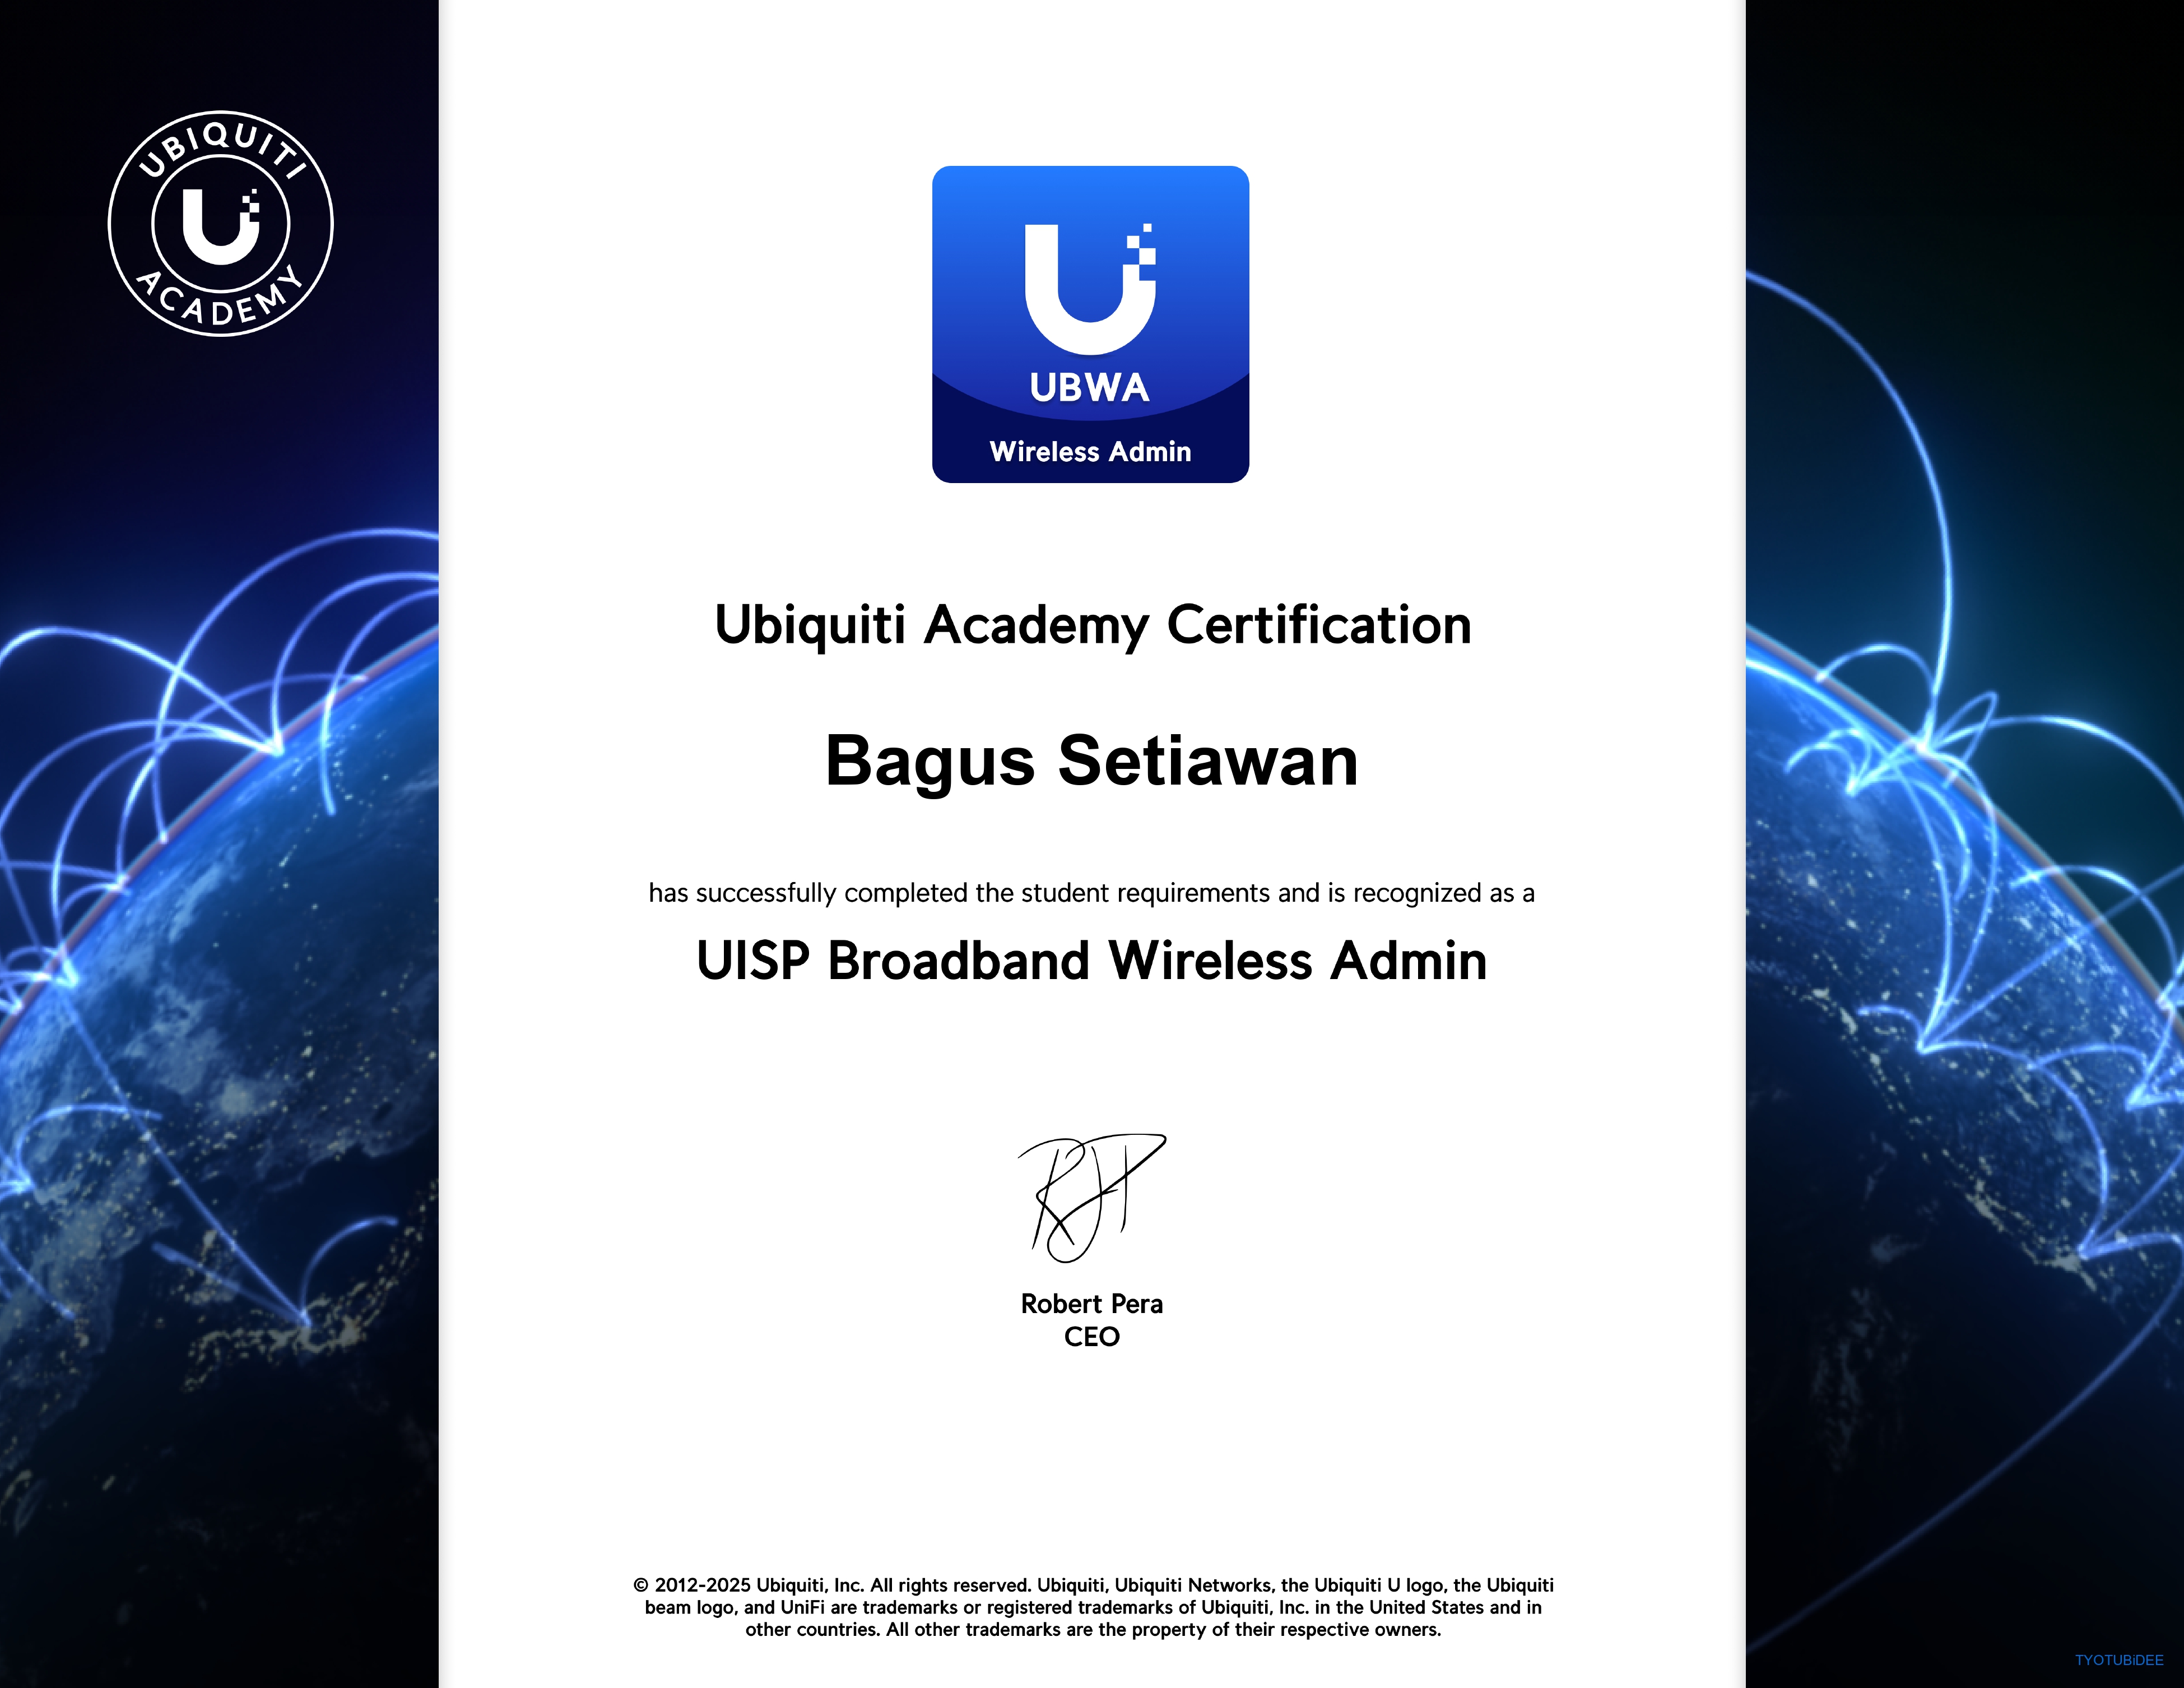 UBIQUITI
ACADEMY
UBWA
Wireless Admin
Ubiquiti Academy Certification
Bagus Setiawan
has successfully completed the student requirements and is recognized as a
UISP Broadband Wireless Admin
Robert Pera
CEO
© 2012-2025 Ubiquiti, Inc. All rights reserved. Ubiquiti, Ubiquiti Networks, the Ubiquiti U logo, the Ubiquiti
beam logo, and UniFi are trademarks or registered trademarks of Ubiquiti, Inc. in the United States and in
other countries. All other trademarks are the property of their respective owners.
TYOTUBiDEE